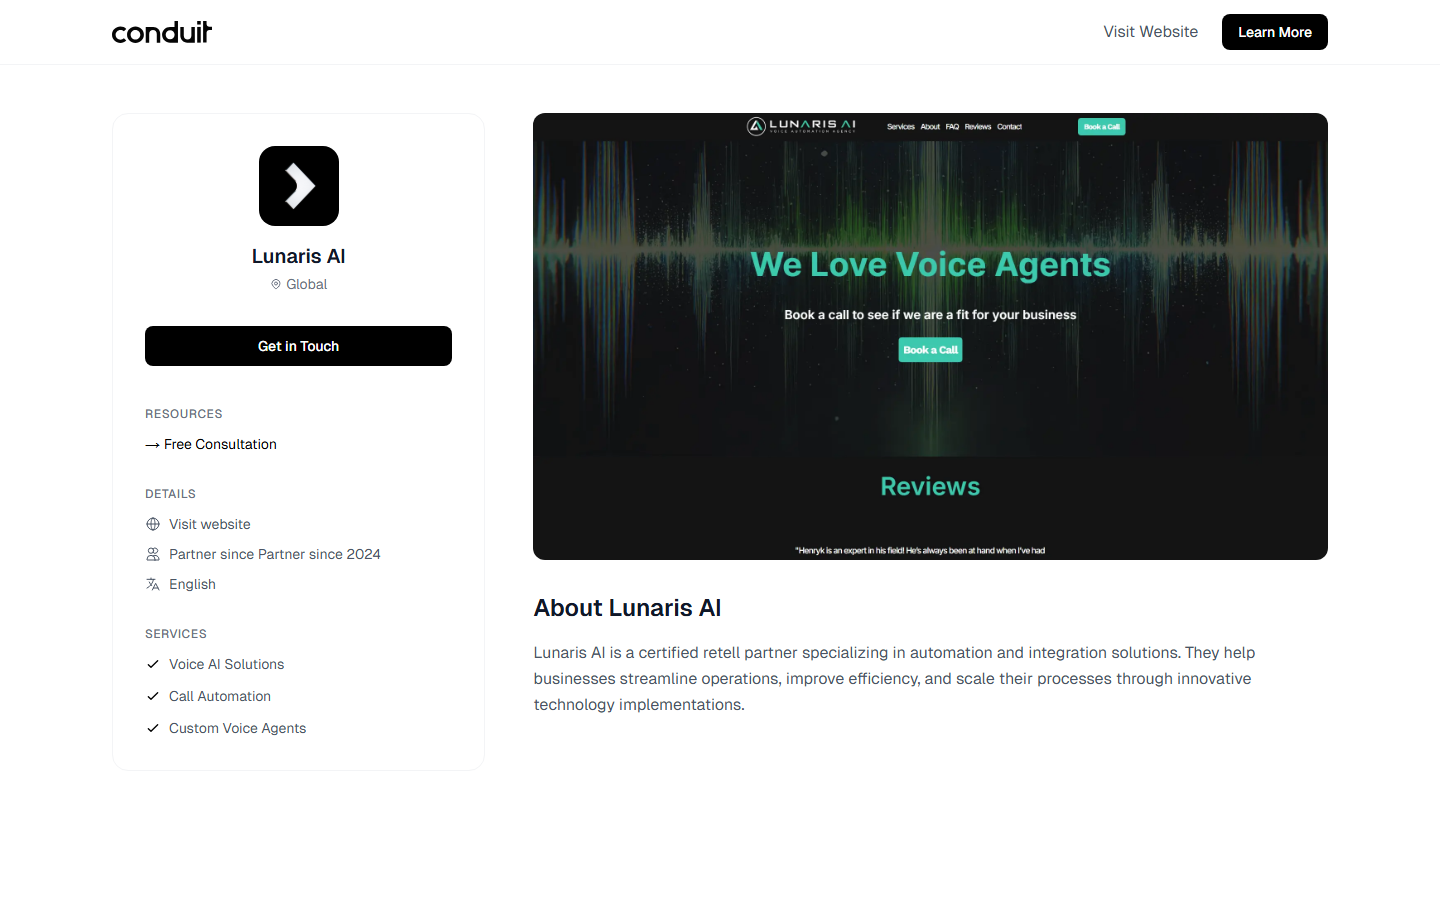 conduit
Visit Website
Learn More
Lunaris AI
Global
Get in Touch
RESOURCES
→ Free Consultation
DETAILS
Visit website
Partner since Partner since 2024
English
SERVICES
Voice AI Solutions
Call Automation
Custom Voice Agents
LUNARIS AI
VOICE AUTOMATION AGENCY
Services About FAQ Reviews Contact
Book a Call
We Love Voice Agents
Book a call to see if we are a fit for your business
Book a Call
Reviews
"Henryk is an expert in his field! He's always been at hand when I've had
About Lunaris AI
Lunaris AI is a certified retell partner specializing in automation and integration solutions. They help
businesses streamline operations, improve efficiency, and scale their processes through innovative
technology implementations.